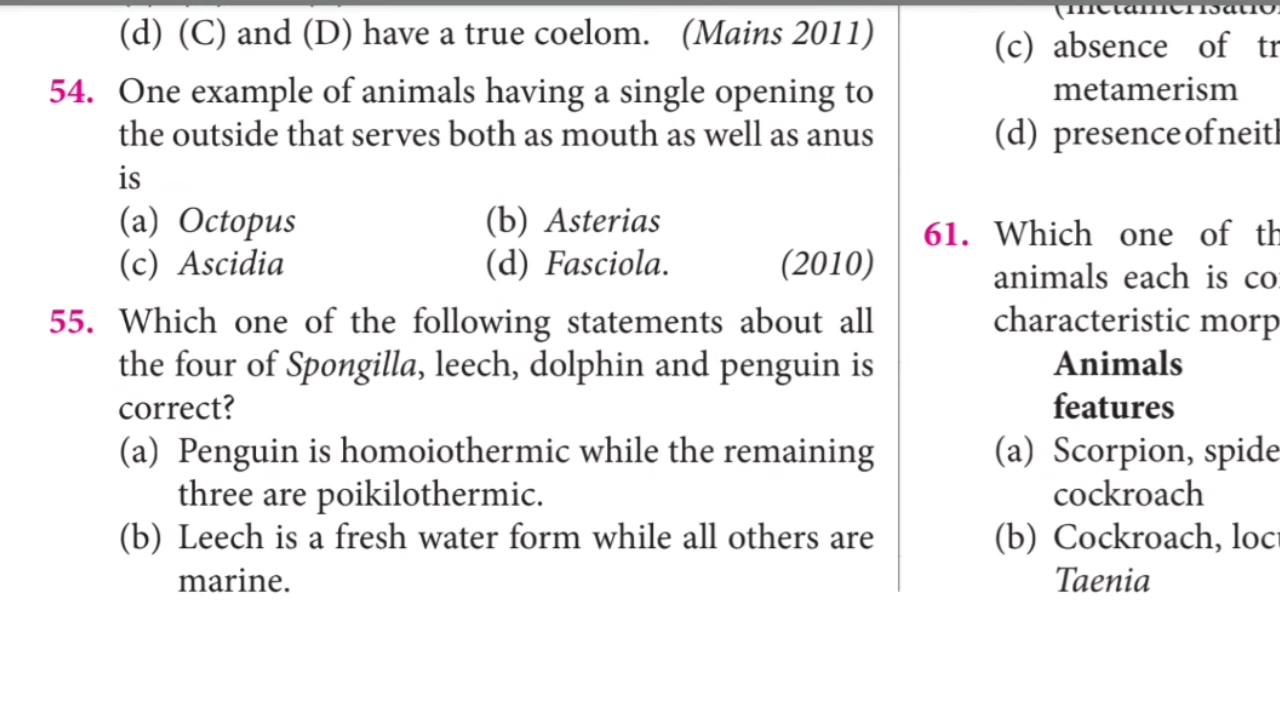 (d) (C) and (D) have a true coelom. (Mains 2011)
54. One example of animals having a single opening to
the outside that serves both as mouth as well as anus
is
(a) Octopus (b) Asterias
(c) Ascidia (d) Fasciola. (2010)
55. Which one of the following statements about all
the four of Spongilla, leech, dolphin and penguin is
correct?
(a) Penguin is homoiothermic while the remaining
three are poikilothermic.
(b) Leech is a fresh water form while all others are
marine.
(c) absence of
metamerism
(d) presence of
61. Which one of
animals each is
characteristic
Animals
features
(a) Scorpion,
cockroach
(b) Cockroach,
Taenia